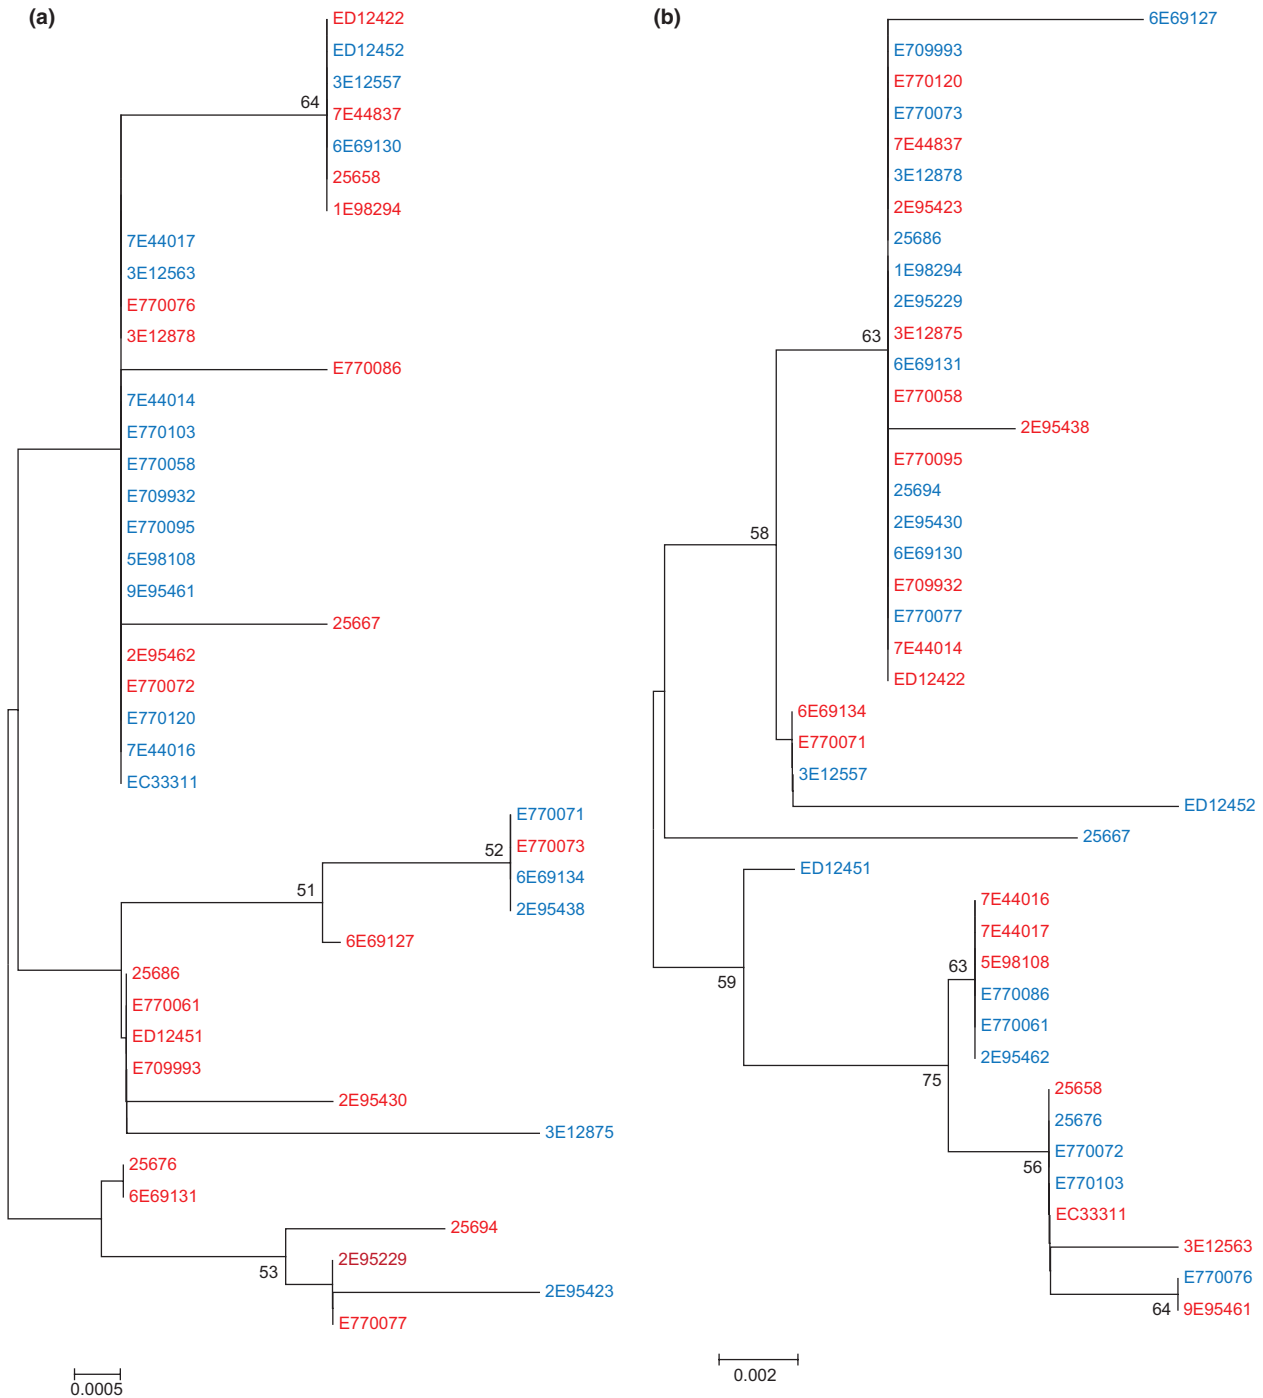 (a)
ED12422
ED12452
3E12557
64
7E44837
6E69130
25658
1E98294
7E44017
3E12563
E770076
3E12878
E770086
7E44014
E770103
E770058
E709932
E770095
5E98108
9E95461
25667
2E95462
E770072
E770120
7E44016
EC33311
E770071
52
E770073
6E69134
2E95438
51
6E69127
25686
E770061
ED12451
E709993
2E95430
3E12875
25676
6E69131
25694
53
2E95229
2E95423
E770077
0.0005
(b)
6E69127
E709993
E770120
E770073
7E44837
3E12878
2E95423
25686
1E98294
2E95229
63
3E12875
6E69131
E770058
2E95438
E770095
25694
2E95430
58
6E69130
E709932
E770077
7E44014
ED12422
6E69134
E770071
3E12557
ED12452
25667
ED12451
59
7E44016
7E44017
63
5E98108
E770086
E770061
2E95462
75
25658
25676
E770072
56
E770103
EC33311
3E12563
E770076
64
9E95461
0.002